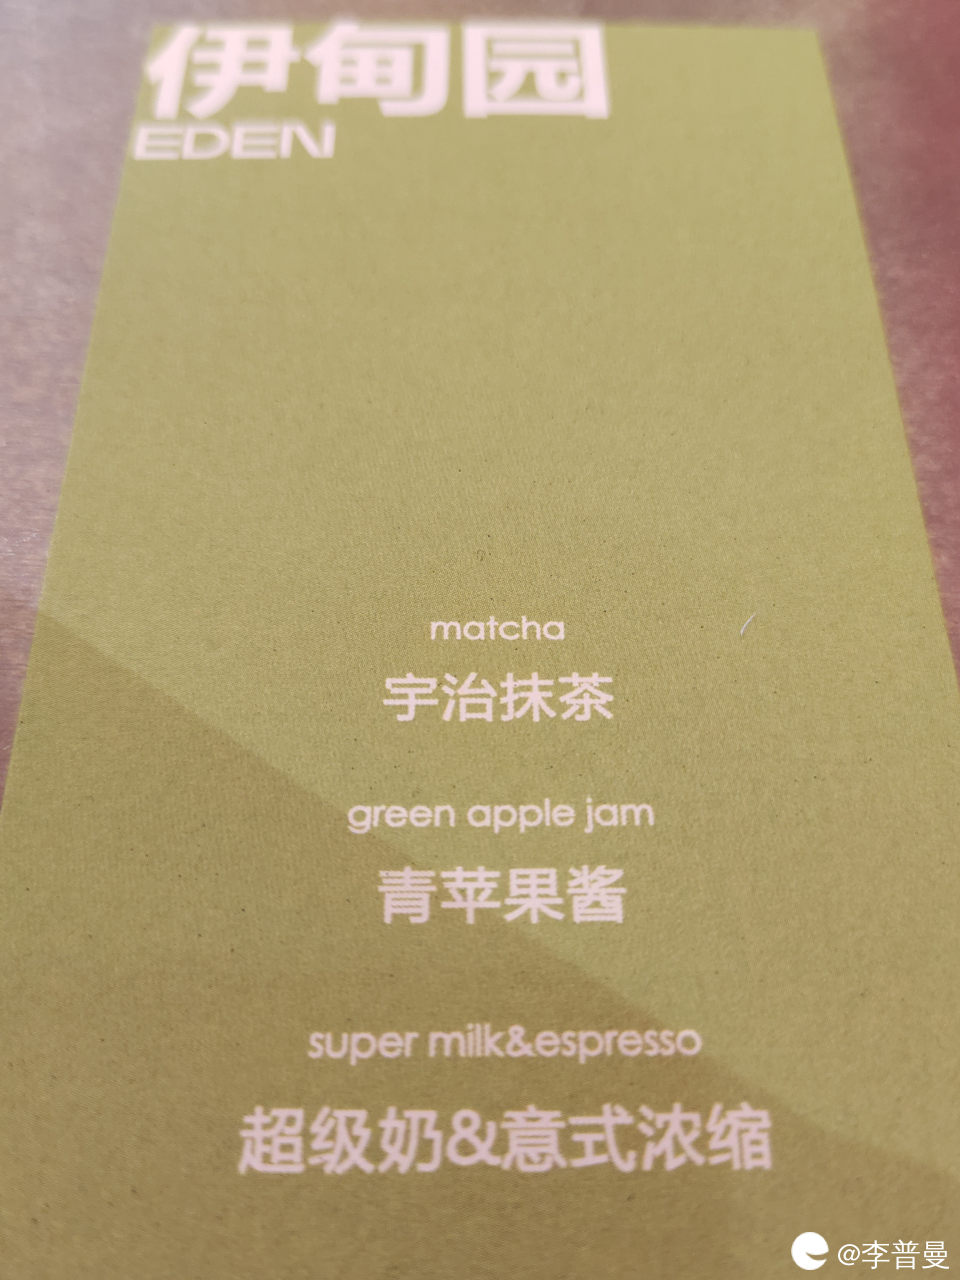 伊甸园
EDEN
matcha
宇治抹茶
green apple jam
青苹果酱
super milk&espresso
超级奶&意式浓缩
@李普曼